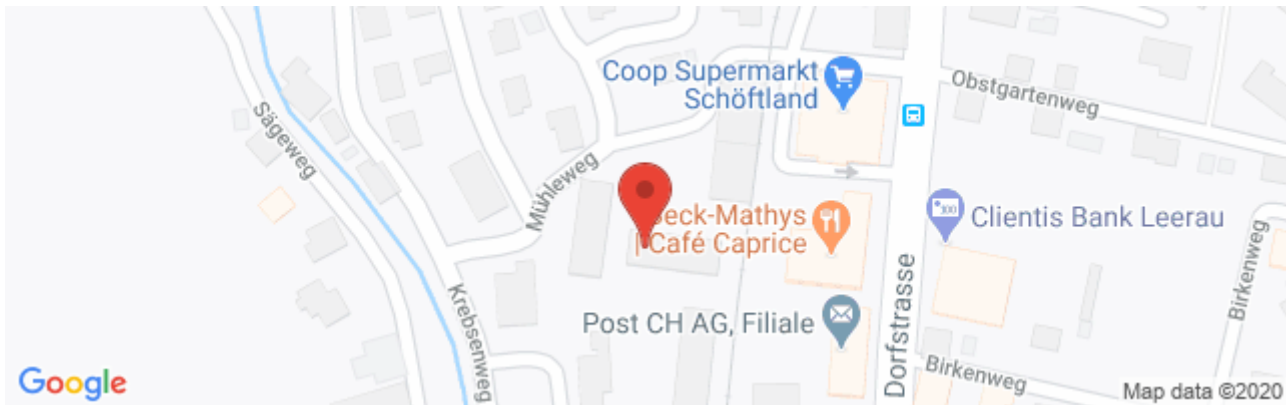 Coop Supermarkt
Schöftland
Obstgartenweg
Sägeweg
Mühleweg
Beck-Mathys
| Café Caprice
Clientis Bank Leerau
Krebsenweg
Post CH AG, Filiale
Dorfstrasse
Birkenweg
Birkenweg
Google
Map data ©2020